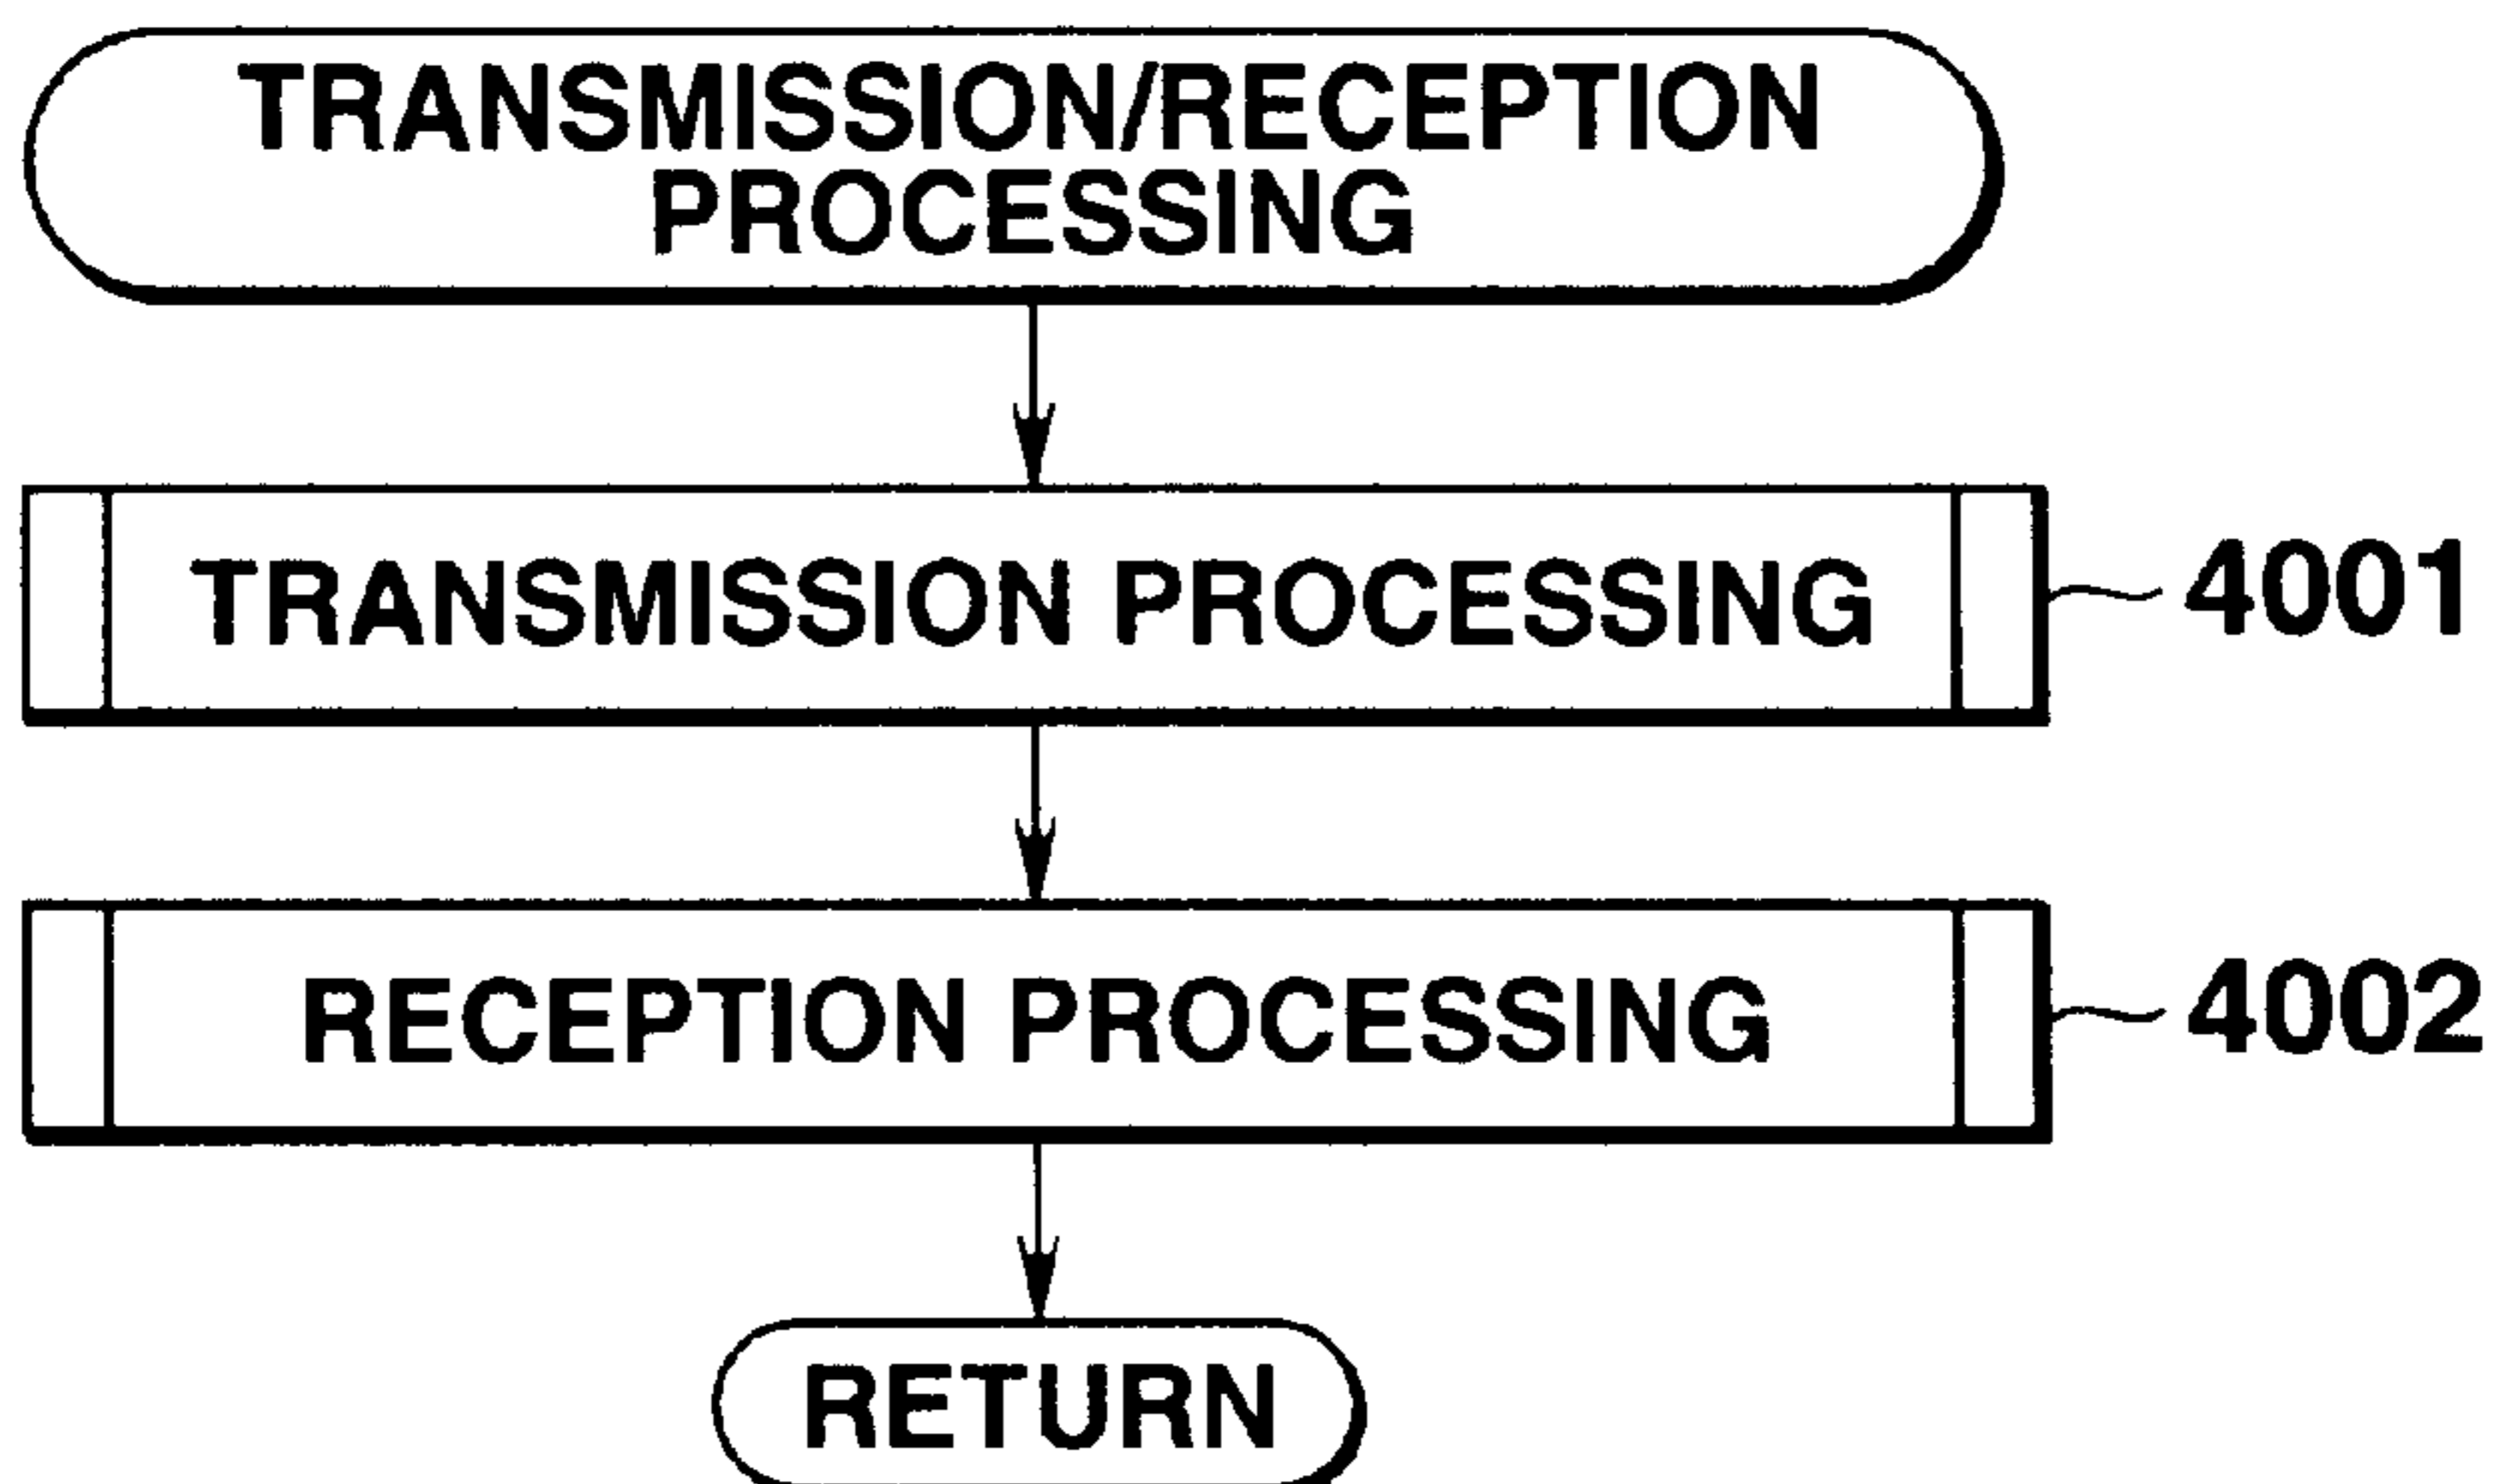 TRANSMISSION/RECEPTION
PROCESSING
TRANSMISSION PROCESSING
4001
RECEPTION PROCESSING
4002
RETURN